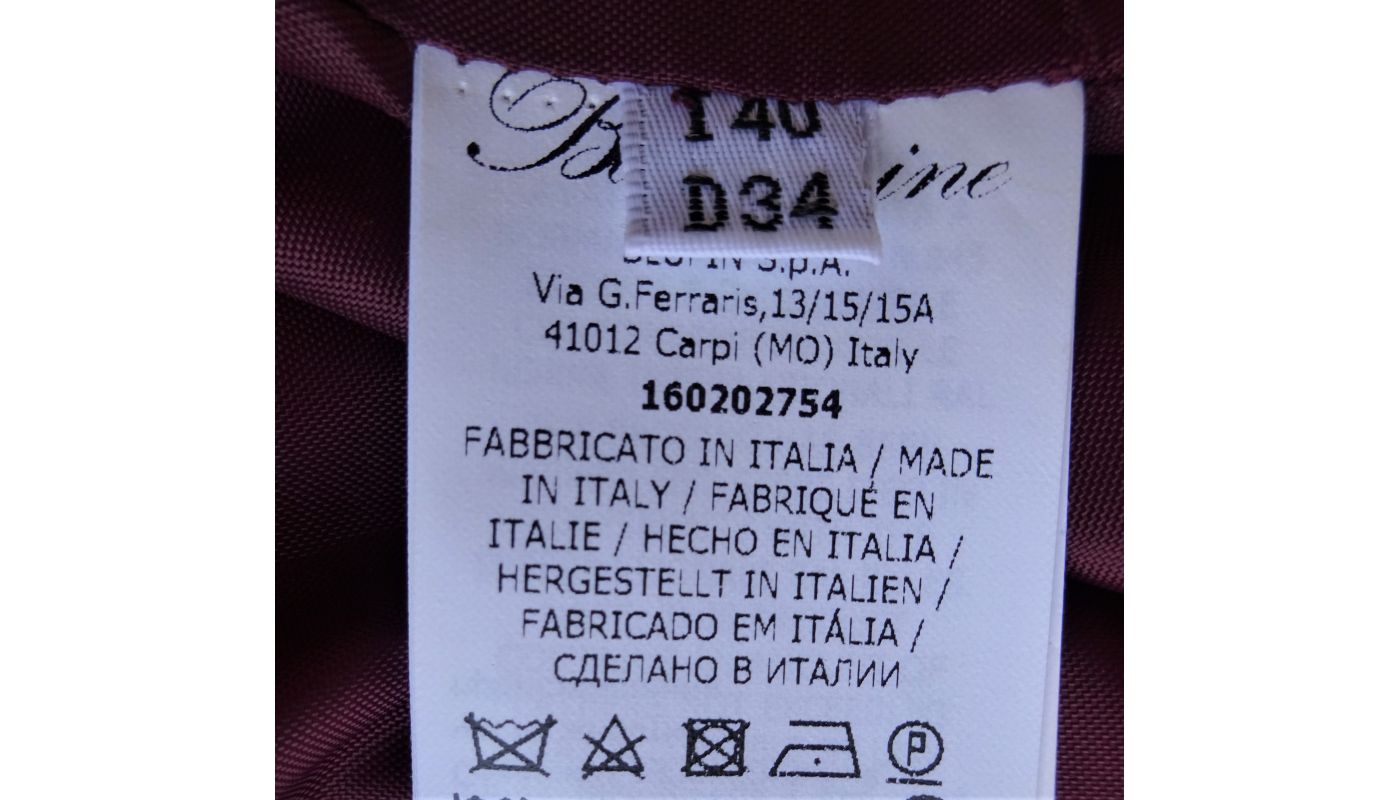 I 40
D34
S.p.A.
Via G.Ferraris,13/15/15A
41012 Carpi (MO) Italy
160202754
FABBRICATO IN ITALIA / MADE
IN ITALY / FABRIQUÉ EN
ITALIE / HECHO EN ITALIA /
HERGESTELLT IN ITALIEN /
FABRICADO EM ITÁLIA /
СДЕЛАНО В ИТАЛИИ
P